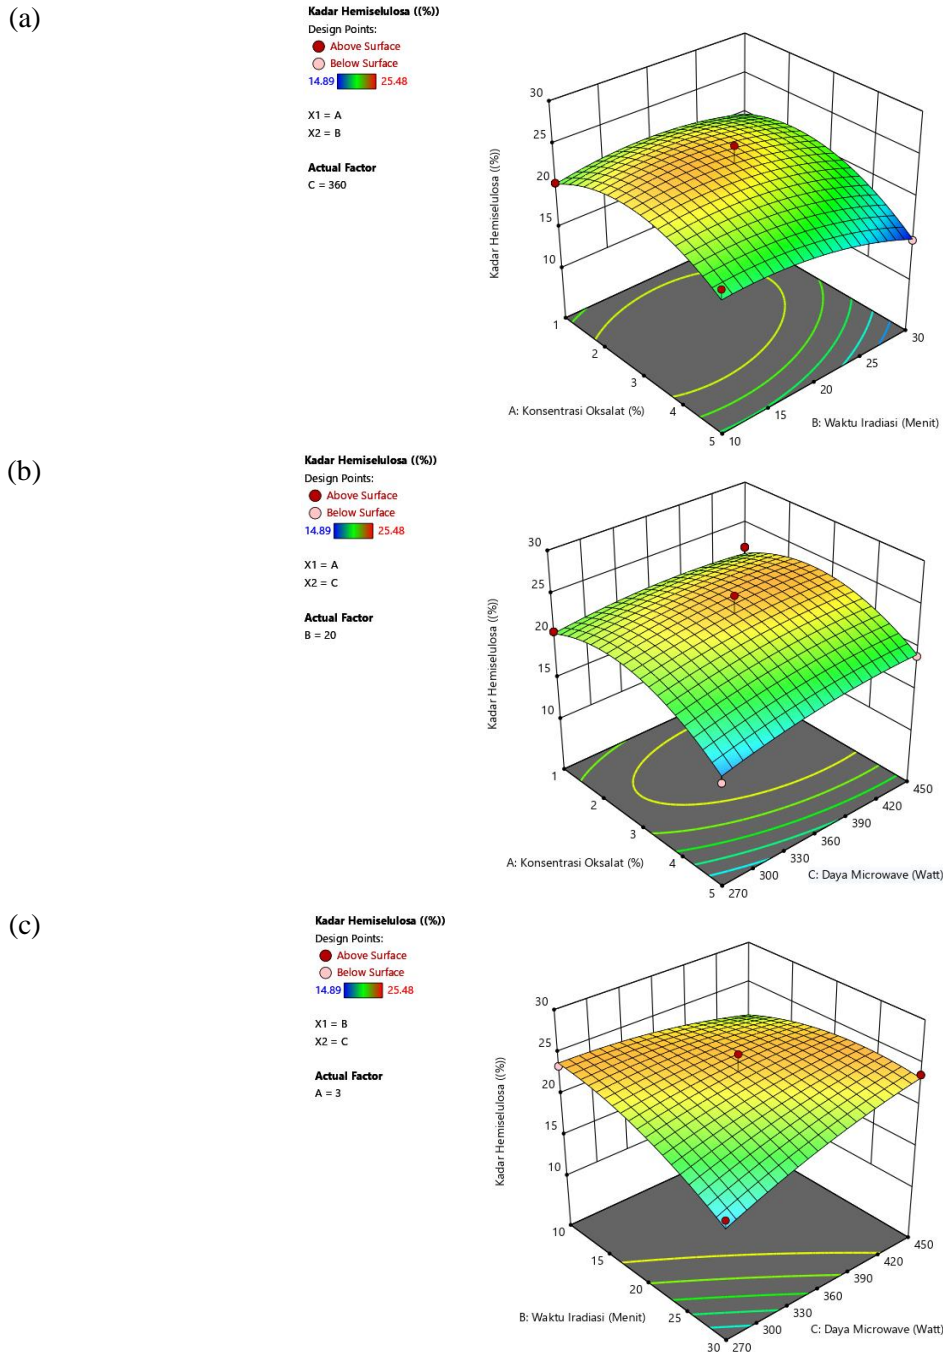 (a)
Kadar Hemiselulosa ((%))
Design Points:
Above Surface
Below Surface
14.89 25.48
X1 = A
X2 = B
Actual Factor
C = 360
30
25
20
15
10
Kadar Hemiselulosa ((%))
1
2
3
4
5
A: Konsentrasi Oksalat (%)
10
15
20
25
30
B: Waktu Iradiasi (Menit)
(b)
Kadar Hemiselulosa ((%))
Design Points:
Above Surface
Below Surface
14.89 25.48
X1 = A
X2 = C
Actual Factor
B = 20
30
25
20
15
10
Kadar Hemiselulosa ((%))
1
2
3
4
5
A: Konsentrasi Oksalat (%)
270
300
330
360
390
420
450
C: Daya Microwave (Watt)
(c)
Kadar Hemiselulosa ((%))
Design Points:
Above Surface
Below Surface
14.89 25.48
X1 = B
X2 = C
Actual Factor
A = 3
30
25
20
15
10
Kadar Hemiselulosa ((%))
10
15
20
25
30
B: Waktu Iradiasi (Menit)
270
300
330
360
390
420
450
C: Daya Microwave (Watt)